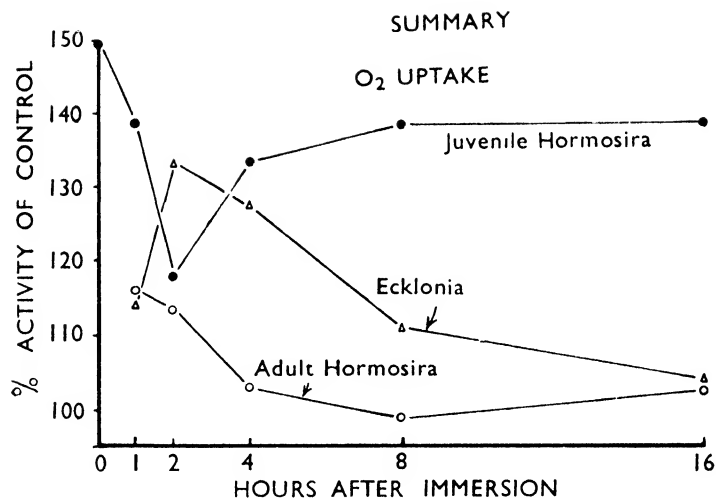 SUMMARY
O₂ UPTAKE
% ACTIVITY OF CONTROL
150
140
130
120
110
100
Juvenile Hormosira
Ecklonia
Adult Hormosira
0 1 2 4 8 16
HOURS AFTER IMMERSION